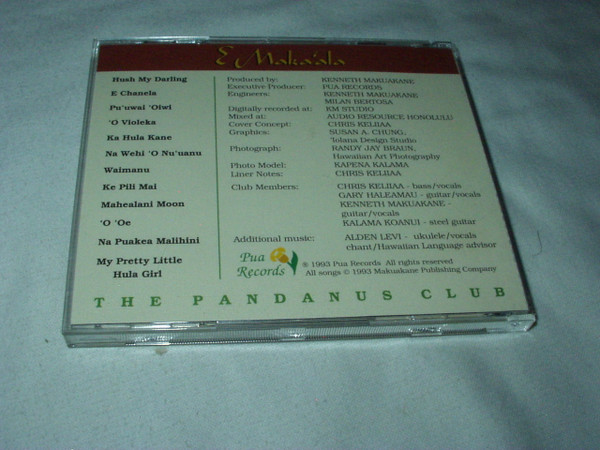 E Maka'ala
Hush My Darling
E Chanela
Pu'uwai 'Oiwi
'O Violeka
Ka Hula Kane
Na Wehi 'O Nu'uanu
Waimanu
Ke Pili Mai
Mahealani Moon
'O 'Oe
Na Puakea Malihini
My Pretty Little
Hula Girl
Produced by: KENNETH MAKUAKANE
Executive Producer: PUA RECORDS
Engineers: KENNETH MAKUAKANE
MILAN BERTOSA
Digitally recorded at: KM STUDIO
Mixed at: AUDIO RESOURCE HONOLULU
Cover Concept: CHRIS KELIIAA
Graphics: SUSAN A. CHUNG,
'Iolana Design Studio
Photograph: RANDY JAY BRAUN,
Hawaiian Art Photography
Photo Model: KAPENA KALAMA
Liner Notes: CHRIS KELIIAA
Club Members: CHRIS KELIIAA - bass/vocals
GARY HALEAMAU - guitar/vocals
KENNETH MAKUAKANE -
guitar/vocals
KALAMA KOANUI - steel guitar
Additional music: ALDEN LEVI - ukulele/vocals
chant/Hawaiian Language advisor
Pua
Records
® 1993 Pua Records All rights reserved
All songs © 1993 Makuakane Publishing Company
THE PANDANUS CLUB